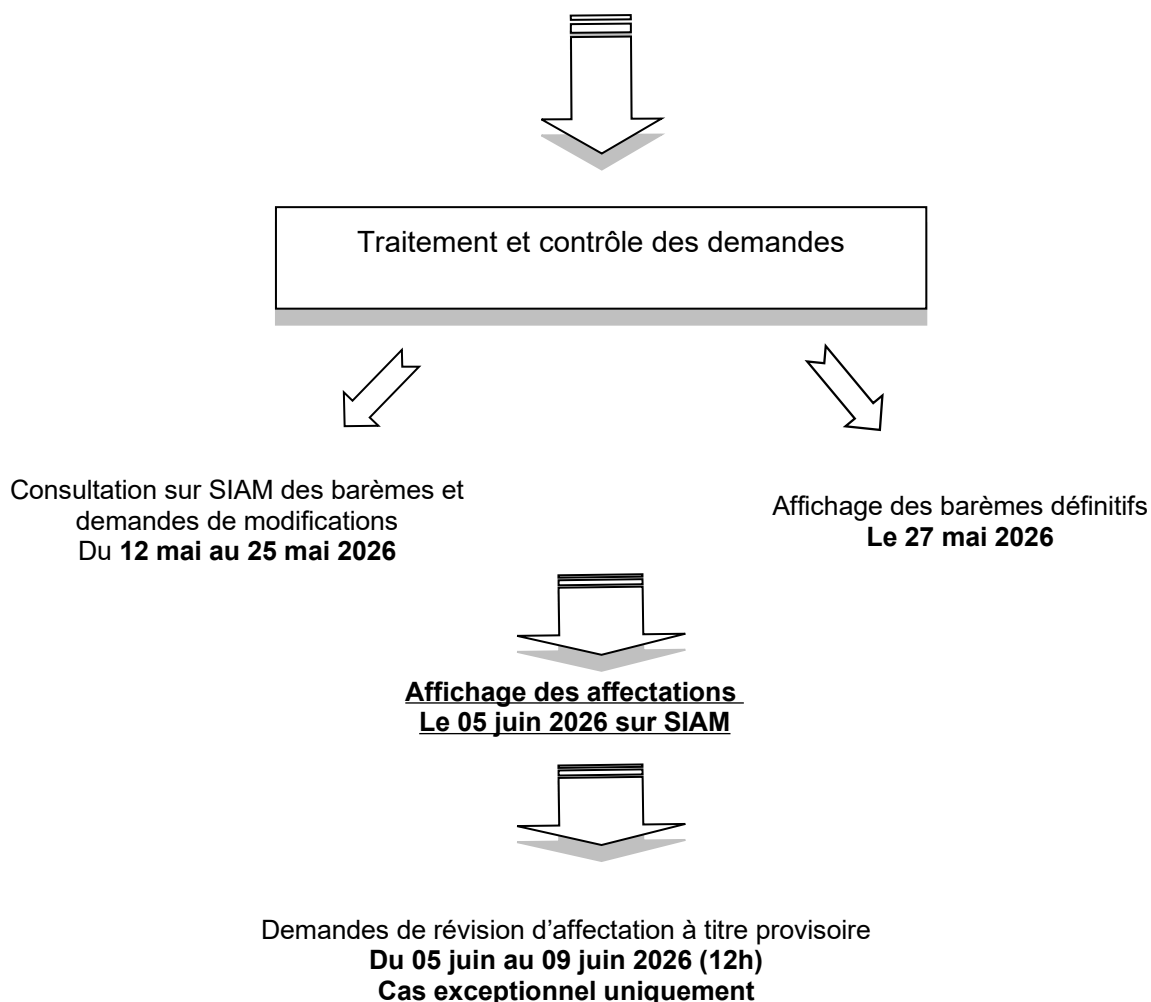 Traitement et contrôle des demandes
Consultation sur SIAM des barèmes et
demandes de modifications
Du 12 mai au 25 mai 2026
Affichage des barèmes définitifs
Le 27 mai 2026
Affichage des affectations
Le 05 juin 2026 sur SIAM
Demandes de révision d’affectation à titre provisoire
Du 05 juin au 09 juin 2026 (12h)
Cas exceptionnel uniquement